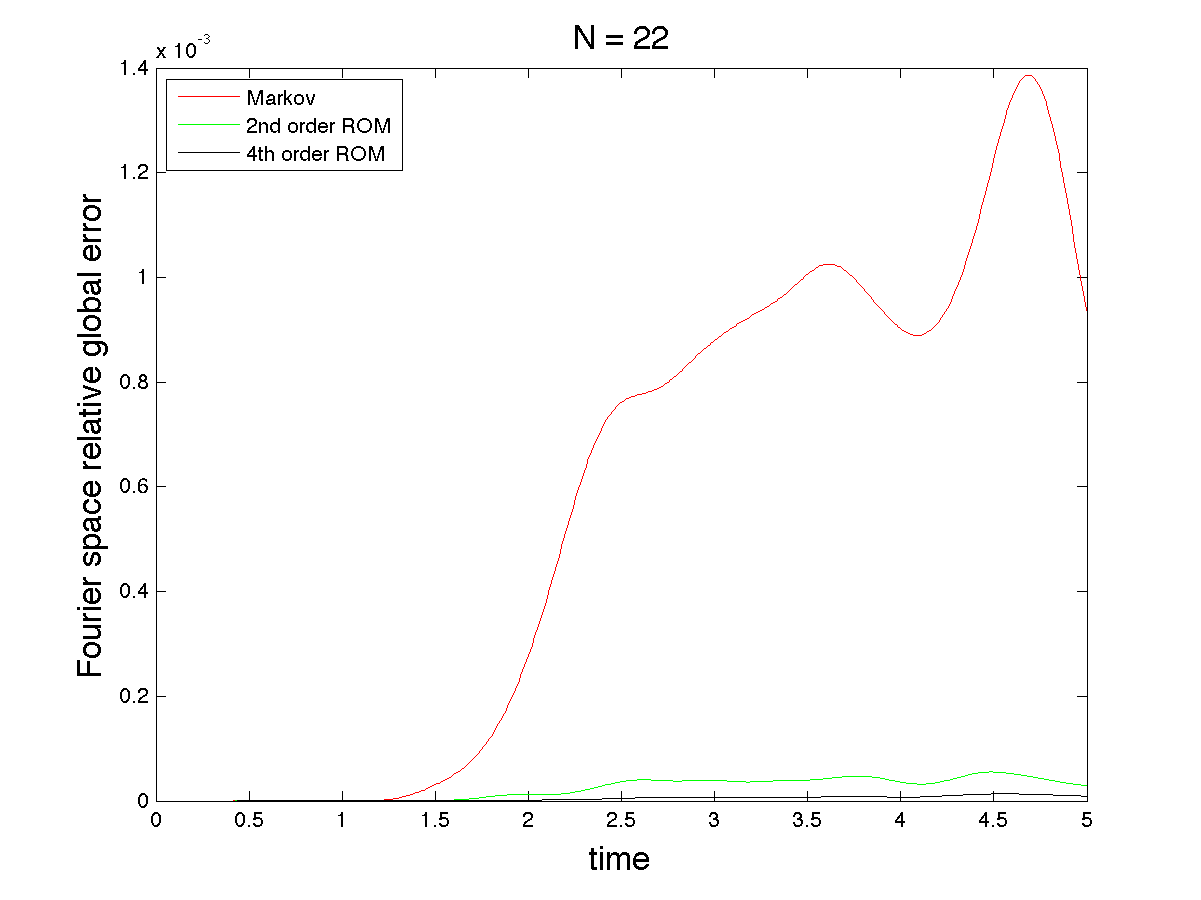 N = 22
x 10-3
1.4
1.2
1
0.8
0.6
0.4
0.2
0
Fourier space relative global error
Markov
2nd order ROM
4th order ROM
0 0.5 1 1.5 2 2.5 3 3.5 4 4.5 5
time